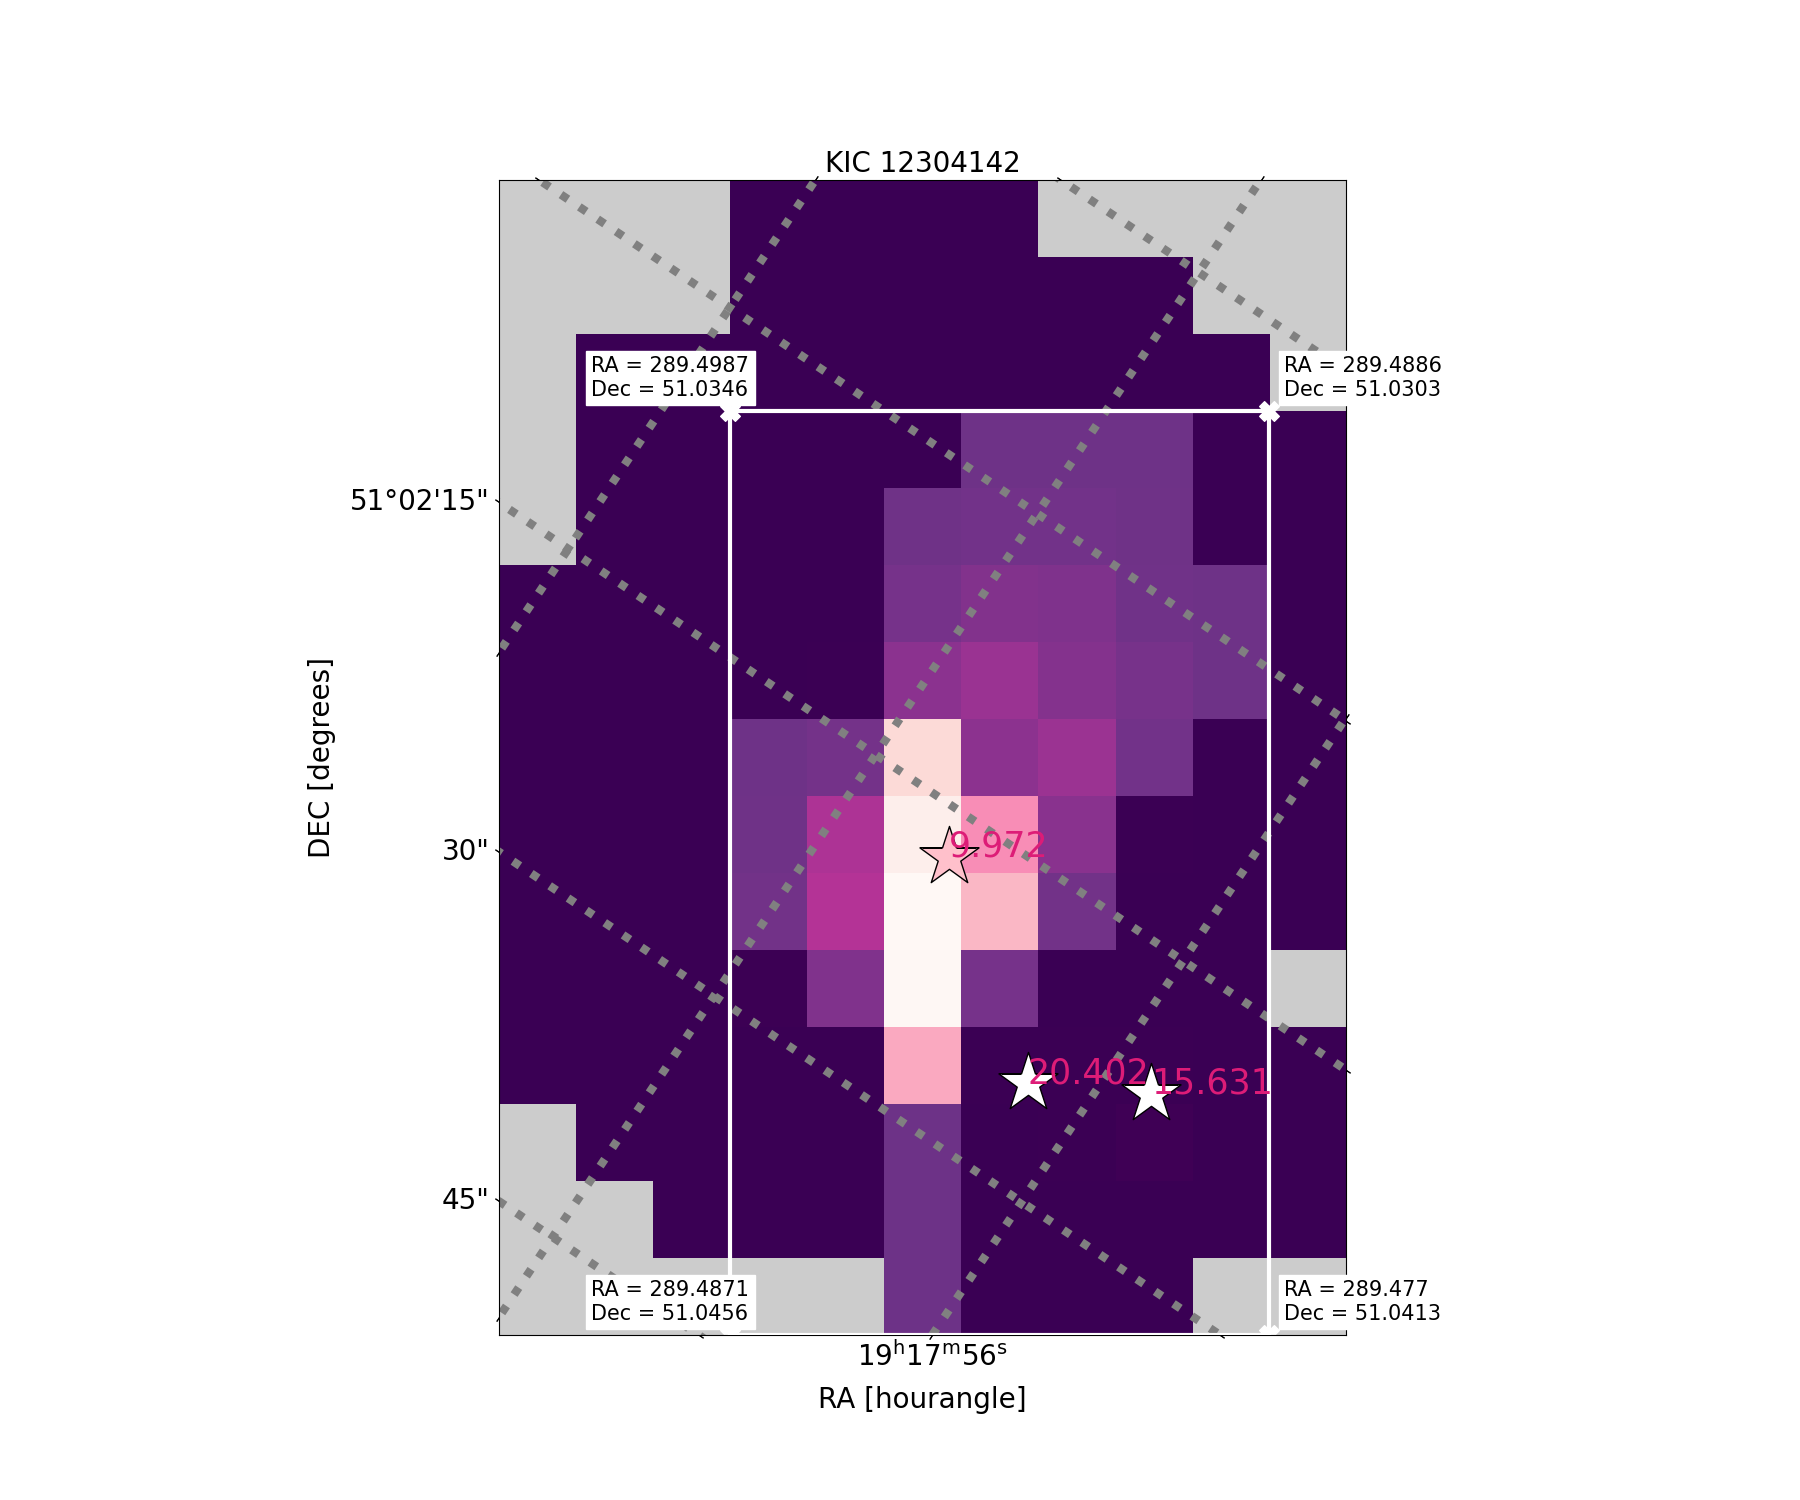 KIC 12304142
RA = 289.4987
Dec = 51.0346
RA = 289.4886
Dec = 51.0303
51°02'15"
30"
45"
DEC [degrees]
9.972
20.402
15.631
RA = 289.4871
Dec = 51.0456
RA = 289.477
Dec = 51.0413
19ʰ17ᵐ56ˢ
RA [hourangle]